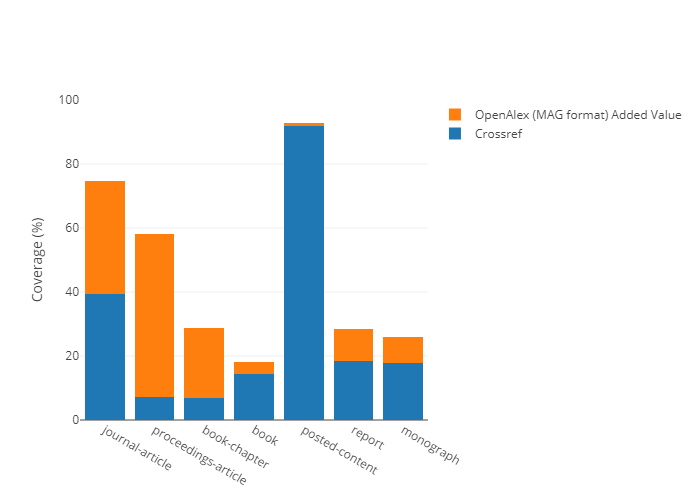 100
80
60
40
20
0
Coverage (%)
journal-article
proceedings-article
book-chapter
book
posted-content
report
monograph
OpenAlex (MAG format) Added Value
Crossref